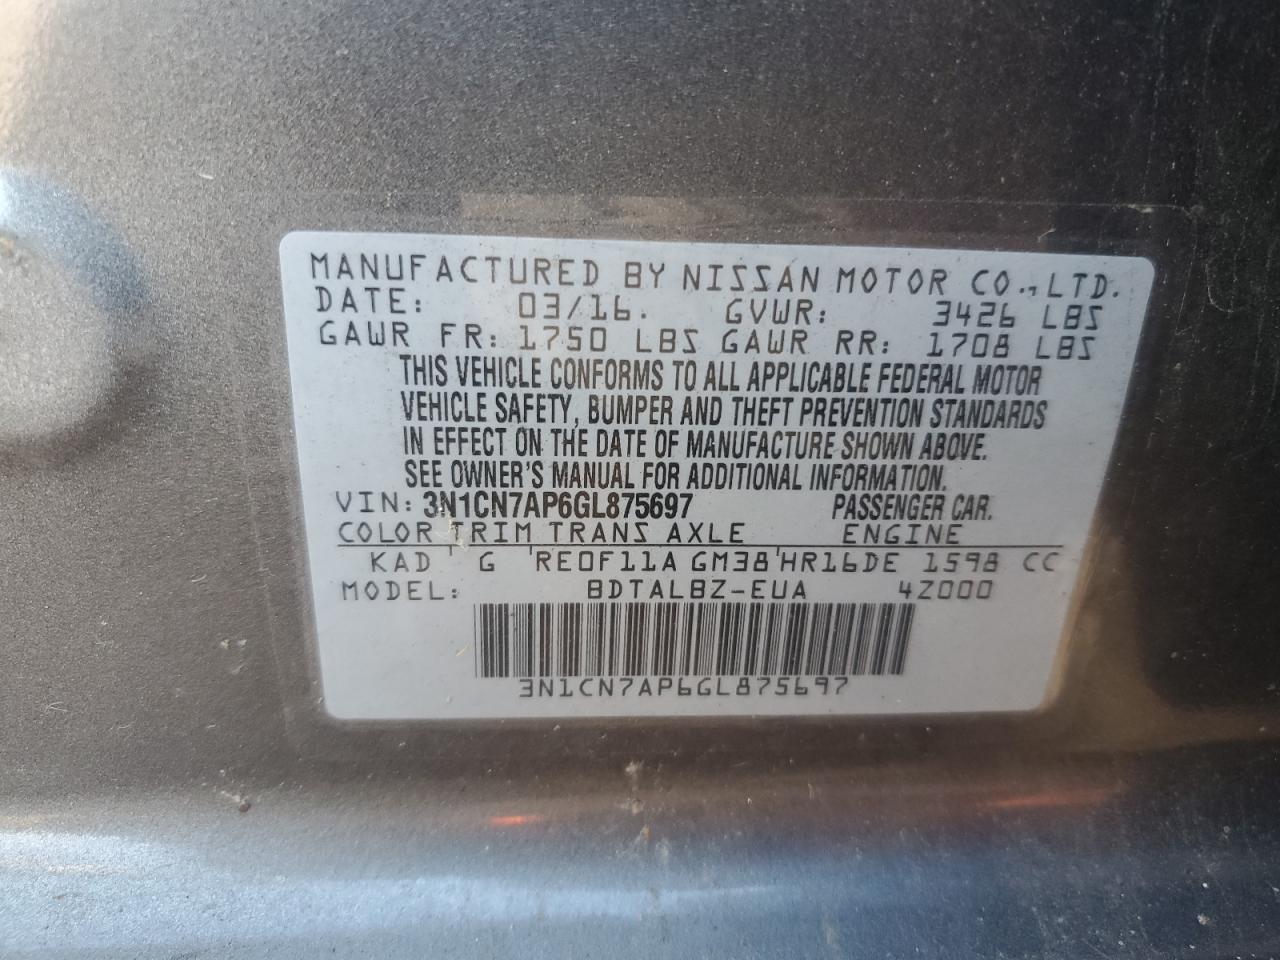 MANUFACTURED BY NISSAN MOTOR CO., LTD.
DATE: 03/16. GVWR: 3426 LBS
GAWR FR: 1750 LBS GAWR RR: 1708 LBS
THIS VEHICLE CONFORMS TO ALL APPLICABLE FEDERAL MOTOR
VEHICLE SAFETY, BUMPER AND THEFT PREVENTION STANDARDS
IN EFFECT ON THE DATE OF MANUFACTURE SHOWN ABOVE.
SEE OWNER'S MANUAL FOR ADDITIONAL INFORMATION.
VIN: 3N1CN7AP6GL875697 PASSENGER CAR.
COLOR TRIM TRANS AXLE ENGINE
KAD G RE0F11A GM38 HR16DE 1598 CC
MODEL: BDTALBZ-EUA 4Z000
3N1CN7AP6GL875697